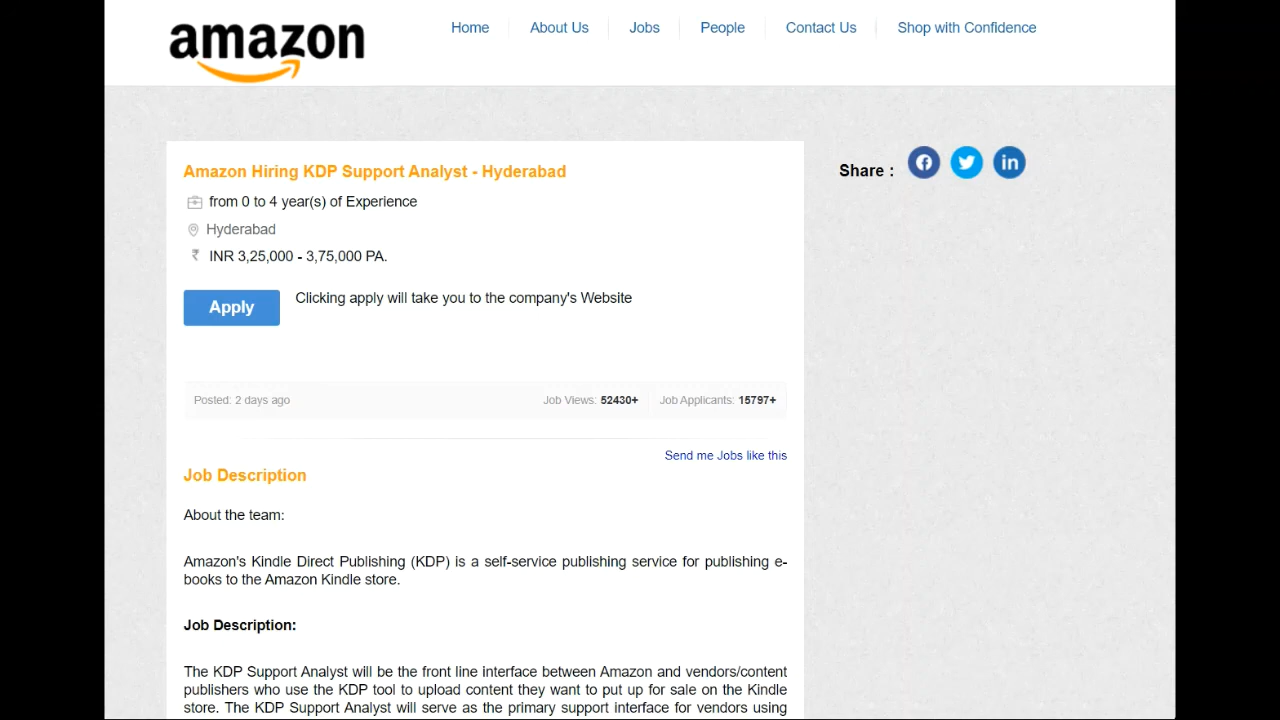 amazon
Home
About Us
Jobs
People
Contact Us
Shop with Confidence
Amazon Hiring KDP Support Analyst - Hyderabad
from 0 to 4 year(s) of Experience
Hyderabad
₹ INR 3,25,000 - 3,75,000 PA.
Apply
Clicking apply will take you to the company's Website
Share :
Posted: 2 days ago
Job Views: 52430+
Job Applicants: 15797+
Send me Jobs like this
Job Description
About the team:
Amazon's Kindle Direct Publishing (KDP) is a self-service publishing service for publishing e-
books to the Amazon Kindle store.
Job Description:
The KDP Support Analyst will be the front line interface between Amazon and vendors/content
publishers who use the KDP tool to upload content they want to put up for sale on the Kindle
store. The KDP Support Analyst will serve as the primary support interface for vendors using